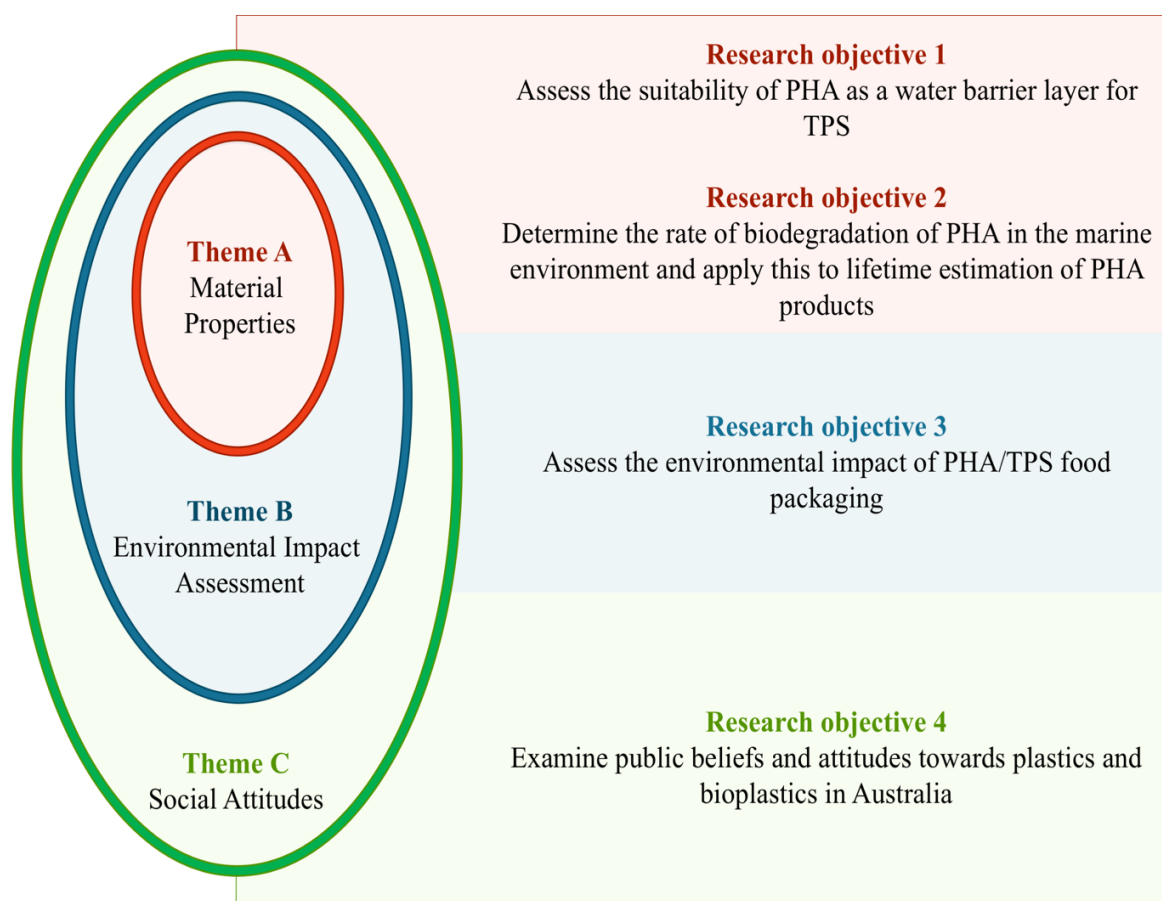 Theme A
Material
Properties
Theme B
Environmental Impact
Assessment
Theme C
Social Attitudes
Research objective 1
Assess the suitability of PHA as a water barrier layer for
TPS
Research objective 2
Determine the rate of biodegradation of PHA in the marine
environment and apply this to lifetime estimation of PHA
products
Research objective 3
Assess the environmental impact of PHA/TPS food
packaging
Research objective 4
Examine public beliefs and attitudes towards plastics and
bioplastics in Australia